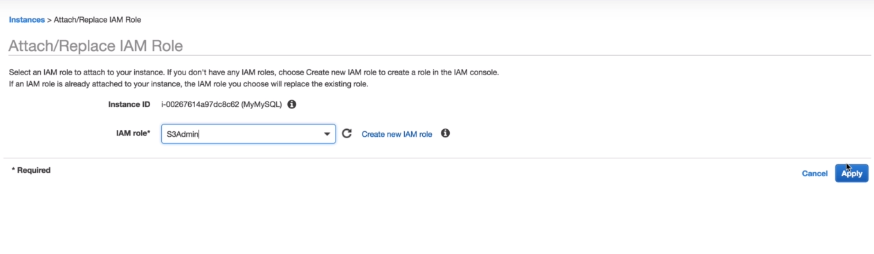 Instances > Attach/Replace IAM Role
Attach/Replace IAM Role
Select an IAM role to attach to your instance. If you don't have any IAM roles, choose Create new IAM role to create a role in the IAM console.
If an IAM role is already attached to your instance, the IAM role you choose will replace the existing role.
Instance ID i-00267614a97dc8c62 (MyMySQL)
IAM role* S3Admin Create new IAM role
* Required
Cancel Apply